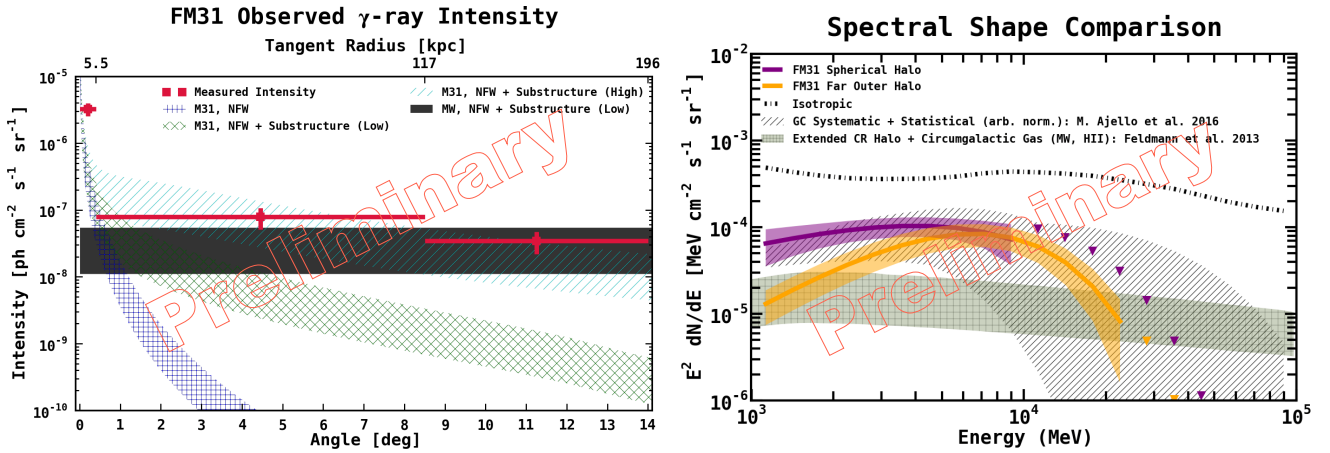 FM31 Observed γ-ray Intensity
Tangent Radius [kpc]
5.5 117 196
Intensity [ph cm⁻² s⁻¹ sr⁻¹]
10⁻⁵
10⁻⁶
10⁻⁷
10⁻⁸
10⁻⁹
10⁻¹⁰
Measured Intensity
M31, NFW
M31, NFW + Substructure (Low)
M31, NFW + Substructure (High)
MW, NFW + Substructure (Low)
Preliminary
0 1 2 3 4 5 6 7 8 9 10 11 12 13 14
Angle [deg]
Spectral Shape Comparison
E² dN/dE [MeV cm⁻² s⁻¹ sr⁻¹]
10⁻²
10⁻³
10⁻⁴
10⁻⁵
10⁻⁶
FM31 Spherical Halo
FM31 Far Outer Halo
Isotropic
GC Systematic + Statistical (arb. norm.): M. Ajello et al. 2016
Extended CR Halo + Circumgalactic Gas (MW, HII): Feldmann et al. 2013
Preliminary
10³ 10⁴ 10⁵
Energy (MeV)